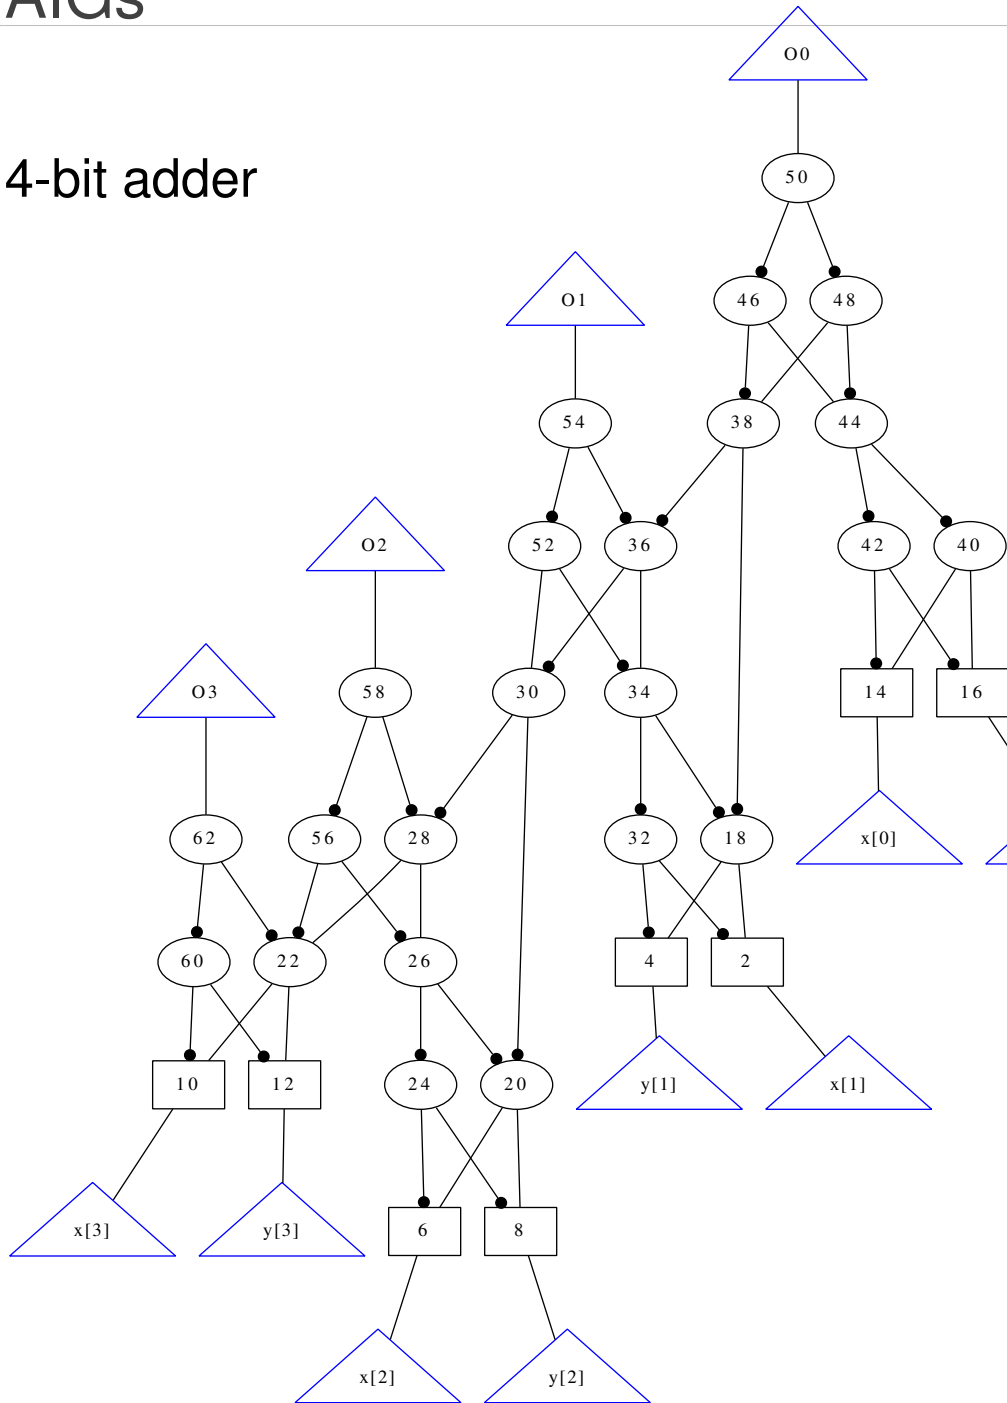 AIGs
O0
4-bit adder
50
46 48
O1
54 38 44
O2 52 36 42 40
O3 58 30 34 14 16
62 56 28 32 18 x[0]
60 22 26 4 2
10 12 24 20 y[1] x[1]
x[3] y[3] 6 8
x[2] y[2]